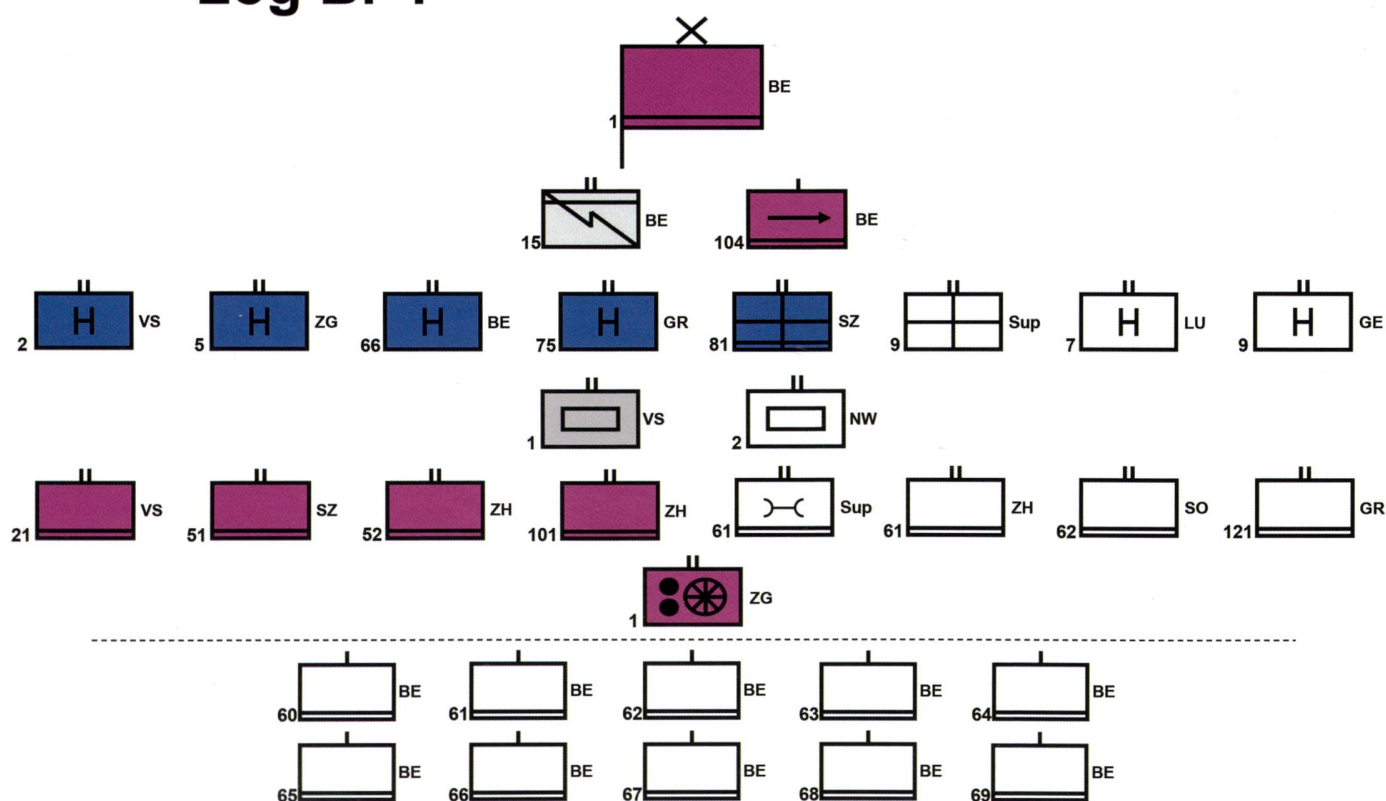 Log Br 1
BE
1
BE
15
BE
104
H VS
2
H ZG
5
H BE
66
H GR
75
SZ
81
Sup
9
H LU
7
H GE
9
VS
1
NW
2
VS
21
SZ
51
ZH
52
ZH
101
Sup
61
ZH
61
SO
62
GR
121
ZG
1
BE
60
BE
61
BE
62
BE
63
BE
64
BE
65
BE
66
BE
67
BE
68
BE
69